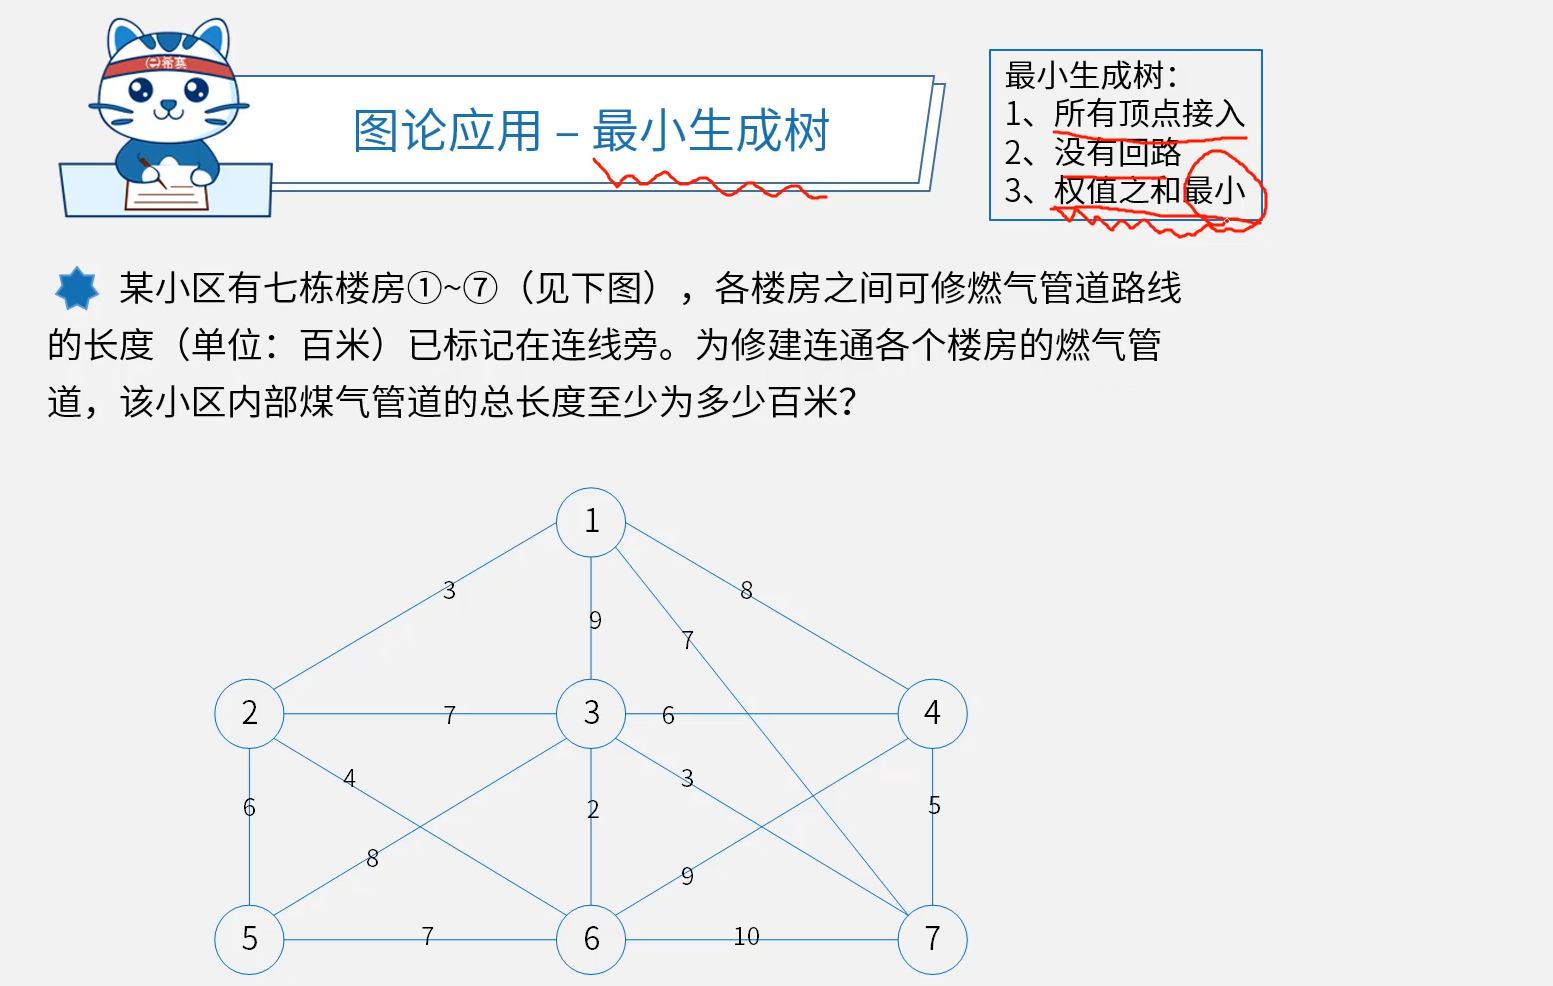 希赛
图论应用 – 最小生成树
最小生成树：
1、所有顶点接入
2、没有回路
3、权值之和最小
某小区有七栋楼房①~⑦（见下图），各楼房之间可修燃气管道路线
的长度（单位：百米）已标记在连线旁。为修建连通各个楼房的燃气管
道，该小区内部煤气管道的总长度至少为多少百米？
1
3
8
9
7
2
7
3
6
4
4
3
6
2
5
8
9
5
7
6
10
7